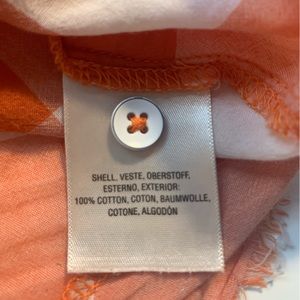 SHELL, VESTE, OBERSTOFF,
ESTERNO, EXTERIOR:
100% COTTON, COTON, BAUMWOLLE,
COTONE, ALGODÓN